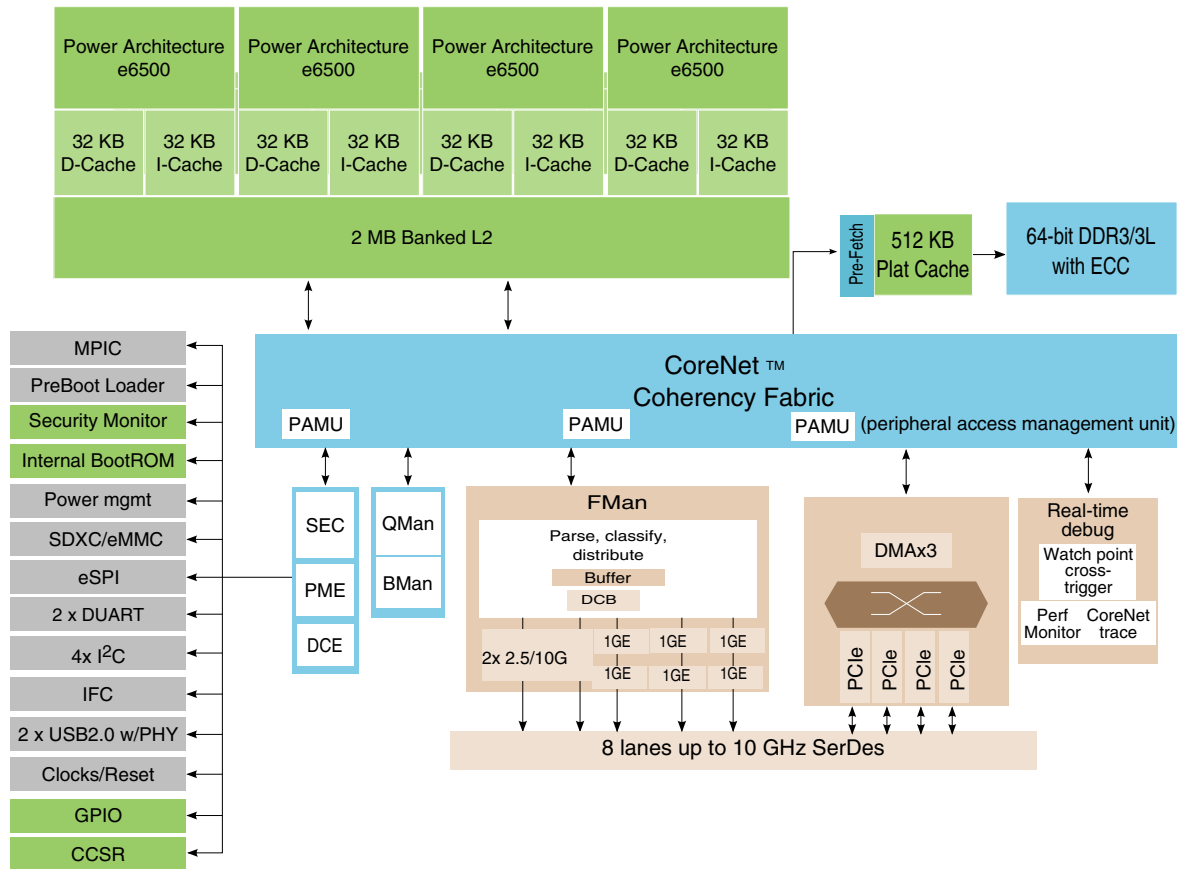 Power Architecture
e6500
Power Architecture
e6500
Power Architecture
e6500
Power Architecture
e6500
32 KB
D-Cache
32 KB
I-Cache
32 KB
D-Cache
32 KB
I-Cache
32 KB
D-Cache
32 KB
I-Cache
32 KB
D-Cache
32 KB
I-Cache
2 MB Banked L2
Pre-Fetch
512 KB
Plat Cache
64-bit DDR3/3L
with ECC
MPIC
PreBoot Loader
Security Monitor
Internal BootROM
Power mgmt
SDXC/eMMC
eSPI
2 x DUART
4x I²C
IFC
2 x USB2.0 w/PHY
Clocks/Reset
GPIO
CCSR
CoreNet TM
Coherency Fabric
PAMU
PAMU
PAMU (peripheral access management unit)
SEC
PME
DCE
QMan
BMan
FMan
Parse, classify,
distribute
Buffer
DCB
2x 2.5/10G
1GE
1GE
1GE
1GE
1GE
1GE
DMAx3
PCIe
PCIe
PCIe
PCIe
Real-time
debug
Watch point
cross-
trigger
Perf
Monitor
CoreNet
trace
8 lanes up to 10 GHz SerDes